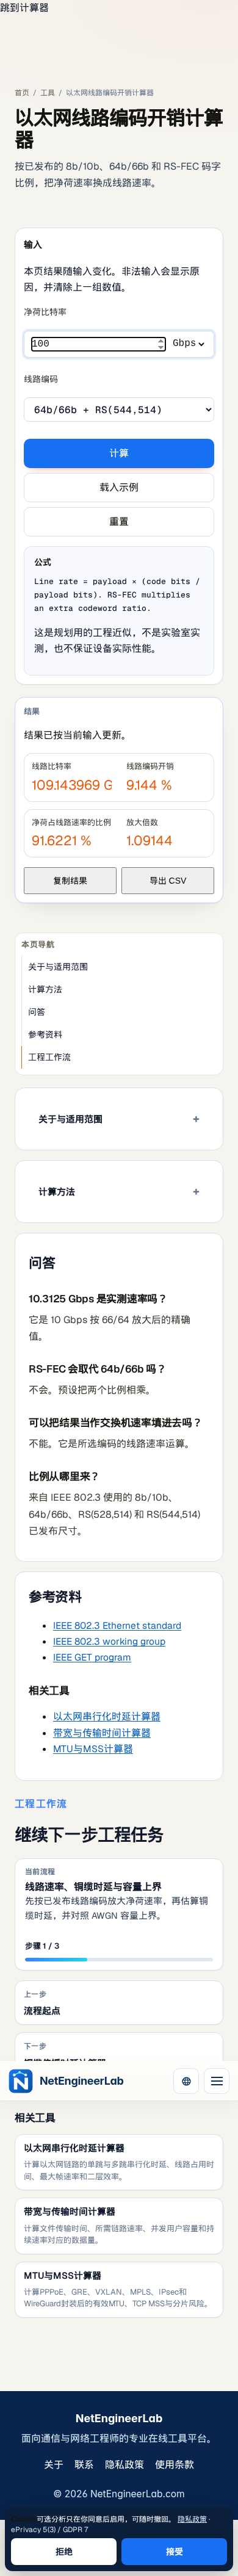 跳到计算器
首页 / 工具 / 以太网线路编码开销计算器
以太网线路编码开销计算
器
按已发布的 8b/10b、64b/66b 和 RS-FEC 码字
比例,把净荷速率换成线路速率。
输入
本页结果随输入变化。非法输入会显示原
因,并清除上一组数值。
净荷比特率
100
Gbps
线路编码
64b/66b + RS(544,514)
计算
载入示例
重置
公式
Line rate = payload × (code bits /
payload bits). RS-FEC multiplies
an extra codeword ratio.
这是规划用的工程近似,不是实验室实
测,也不保证设备实际性能。
结果
结果已按当前输入更新。
线路比特率
109.143969 G
线路编码开销
9.144 %
净荷占线路速率的比例
91.6221 %
放大倍数
1.09144
复制结果
导出 CSV
本页导航
关于与适用范围
计算方法
问答
参考资料
工程工作流
关于与适用范围
+
计算方法
+
问答
10.3125 Gbps 是实测速率吗?
它是 10 Gbps 按 66/64 放大后的精确
值。
RS-FEC 会取代 64b/66b 吗?
不会。预设把两个比例相乘。
可以把结果当作交换机速率填进去吗?
不能。它是所选编码的线路速率运算。
比例从哪里来?
来自 IEEE 802.3 使用的 8b/10b、
64b/66b、RS(528,514) 和 RS(544,514)
已发布尺寸。
参考资料
IEEE 802.3 Ethernet standard
IEEE 802.3 working group
IEEE GET program
相关工具
以太网串行化时延计算器
带宽与传输时间计算器
MTU与MSS计算器
工程工作流
继续下一步工程任务
当前流程
线路速率、铜缆时延与容量上界
先按已发布线路编码放大净荷速率,再估算铜
缆时延,并对照 AWGN 容量上界。
步骤 1 / 3
上一步
流程起点
下一步
NetEngineerLab
相关工具
以太网串行化时延计算器
计算以太网链路的单跳与多跳串行化时延、线路占用时
间、最大帧速率和二层效率。
带宽与传输时间计算器
计算文件传输时间、所需链路速率、并发用户容量和持
续速率对应的数据量。
MTU与MSS计算器
计算PPPoE、GRE、VXLAN、MPLS、IPsec和
WireGuard封装后的有效MTU、TCP MSS与分片风险。
NetEngineerLab
面向通信与网络工程师的专业在线工具平台。
关于 联系 隐私政策 使用条款
© 2026 NetEngineerLab.com
可选分析只在你同意后启用,可随时撤回。 隐私政策 ·
ePrivacy 5(3) / GDPR 7
拒绝
接受